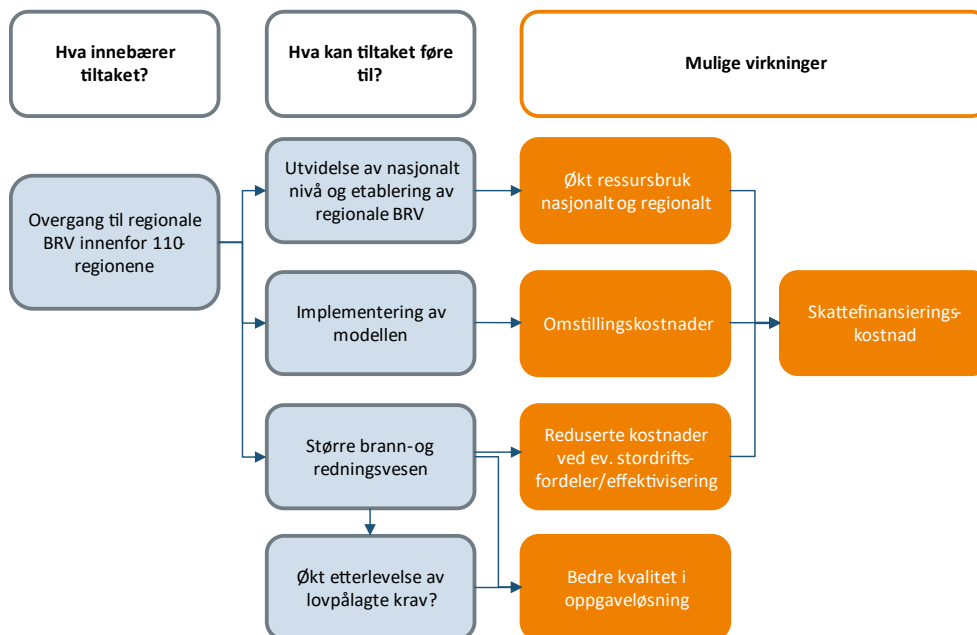 Hva innebærer
tiltaket?
Hva kan tiltaket føre
til?
Mulige virkninger
Overgang til regionale
BRV innenfor 110-
regionene
Utvidelse av nasjonalt
nivå og etablering av
regionale BRV
Økt ressursbruk
nasjonalt og regionalt
Implementering av
modellen
Omstillingskostnader
Skattefinansierings-
kostnad
Større brann-og
redningsvesen
Reduserte kostnader
ved ev. stordrifts-
fordeler/effektivisering
Økt etterlevelse av
lovpålagte krav?
Bedre kvalitet i
oppgaveløsning